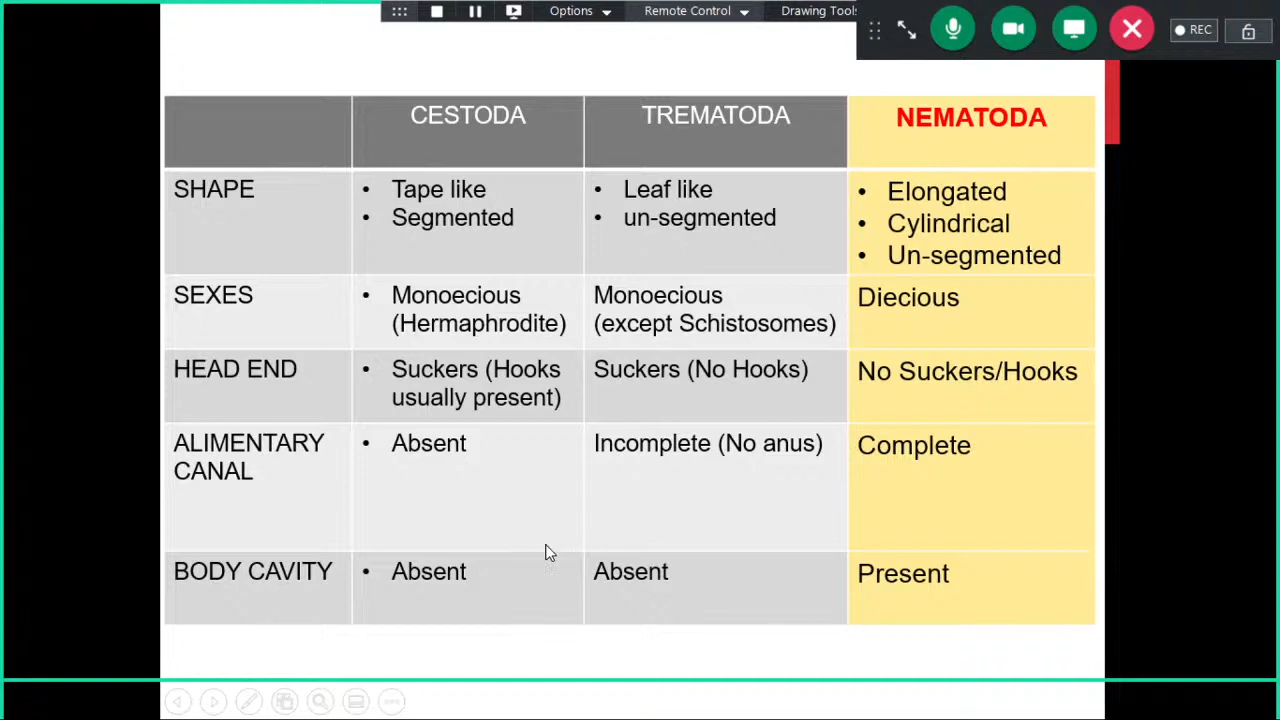 Options
Remote Control
Drawing Tools
REC
CESTODA
TREMATODA
NEMATODA
SHAPE
• Tape like
• Segmented
• Leaf like
• un-segmented
• Elongated
• Cylindrical
• Un-segmented
SEXES
• Monoecious
(Hermaphrodite)
Monoecious
(except Schistosomes)
Diecious
HEAD END
• Suckers (Hooks
usually present)
Suckers (No Hooks)
No Suckers/Hooks
ALIMENTARY
CANAL
• Absent
Incomplete (No anus)
Complete
BODY CAVITY
• Absent
Absent
Present